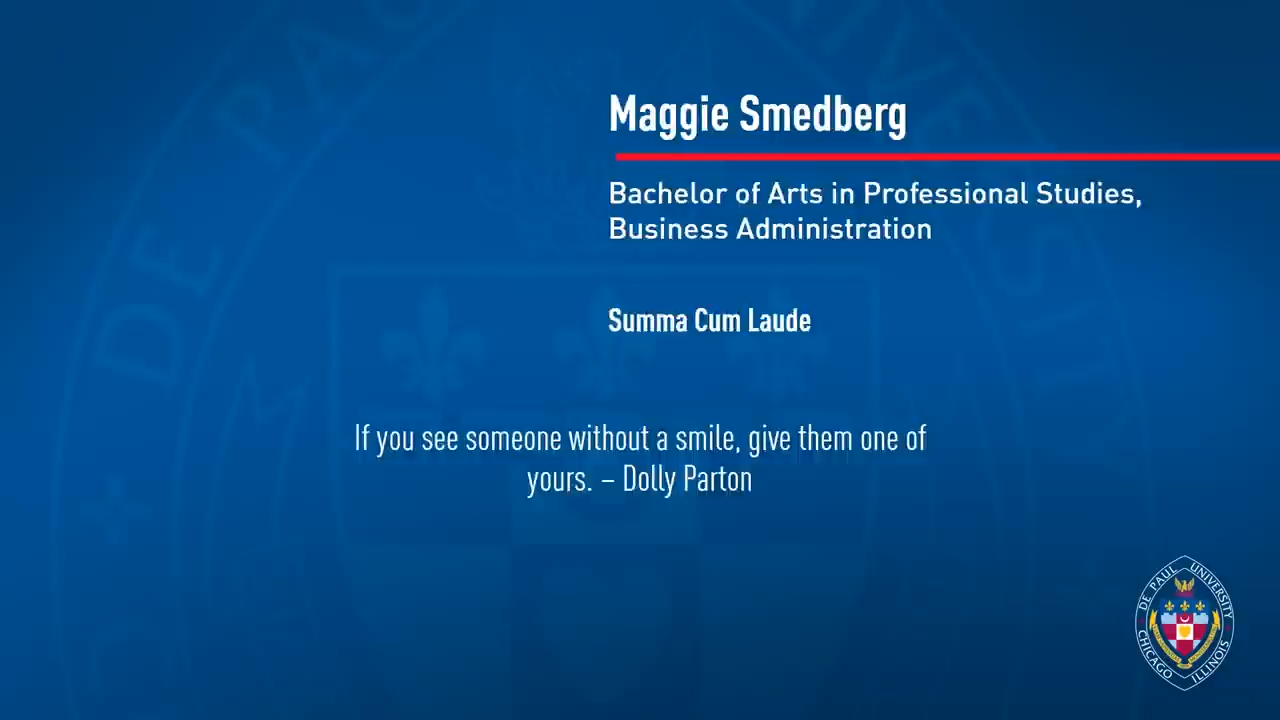 Maggie Smedberg
Bachelor of Arts in Professional Studies,
Business Administration
Summa Cum Laude
If you see someone without a smile, give them one of
yours. – Dolly Parton
DE PAUL UNIVERSITY
CHICAGO ILLINOIS